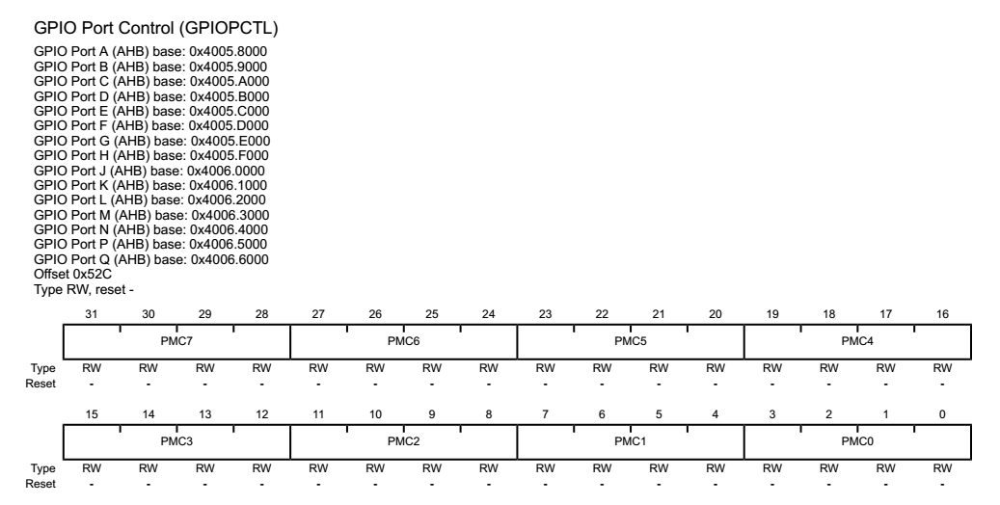 GPIO Port Control (GPIOPCTL)
GPIO Port A (AHB) base: 0x4005.8000
GPIO Port B (AHB) base: 0x4005.9000
GPIO Port C (AHB) base: 0x4005.A000
GPIO Port D (AHB) base: 0x4005.B000
GPIO Port E (AHB) base: 0x4005.C000
GPIO Port F (AHB) base: 0x4005.D000
GPIO Port G (AHB) base: 0x4005.E000
GPIO Port H (AHB) base: 0x4005.F000
GPIO Port J (AHB) base: 0x4006.0000
GPIO Port K (AHB) base: 0x4006.1000
GPIO Port L (AHB) base: 0x4006.2000
GPIO Port M (AHB) base: 0x4006.3000
GPIO Port N (AHB) base: 0x4006.4000
GPIO Port P (AHB) base: 0x4006.5000
GPIO Port Q (AHB) base: 0x4006.6000
Offset 0x52C
Type RW, reset -
31 30 29 28 27 26 25 24 23 22 21 20 19 18 17 16
PMC7 PMC6 PMC5 PMC4
Type RW RW RW RW RW RW RW RW RW RW RW RW RW RW RW RW
Reset - - - - - - - - - - - - - - - -
15 14 13 12 11 10 9 8 7 6 5 4 3 2 1 0
PMC3 PMC2 PMC1 PMC0
Type RW RW RW RW RW RW RW RW RW RW RW RW RW RW RW RW
Reset - - - - - - - - - - - - - - - -